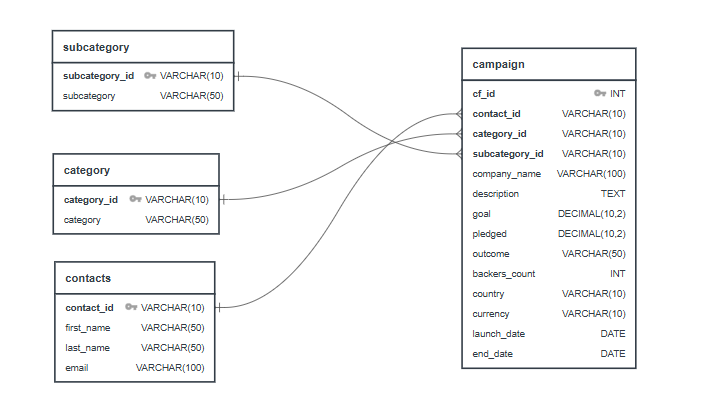 subcategory
subcategory_id VARCHAR(10)
subcategory VARCHAR(50)
category
category_id VARCHAR(10)
category VARCHAR(50)
contacts
contact_id VARCHAR(10)
first_name VARCHAR(50)
last_name VARCHAR(50)
email VARCHAR(100)
campaign
cf_id INT
contact_id VARCHAR(10)
category_id VARCHAR(10)
subcategory_id VARCHAR(10)
company_name VARCHAR(100)
description TEXT
goal DECIMAL(10,2)
pledged DECIMAL(10,2)
outcome VARCHAR(50)
backers_count INT
country VARCHAR(10)
currency VARCHAR(10)
launch_date DATE
end_date DATE